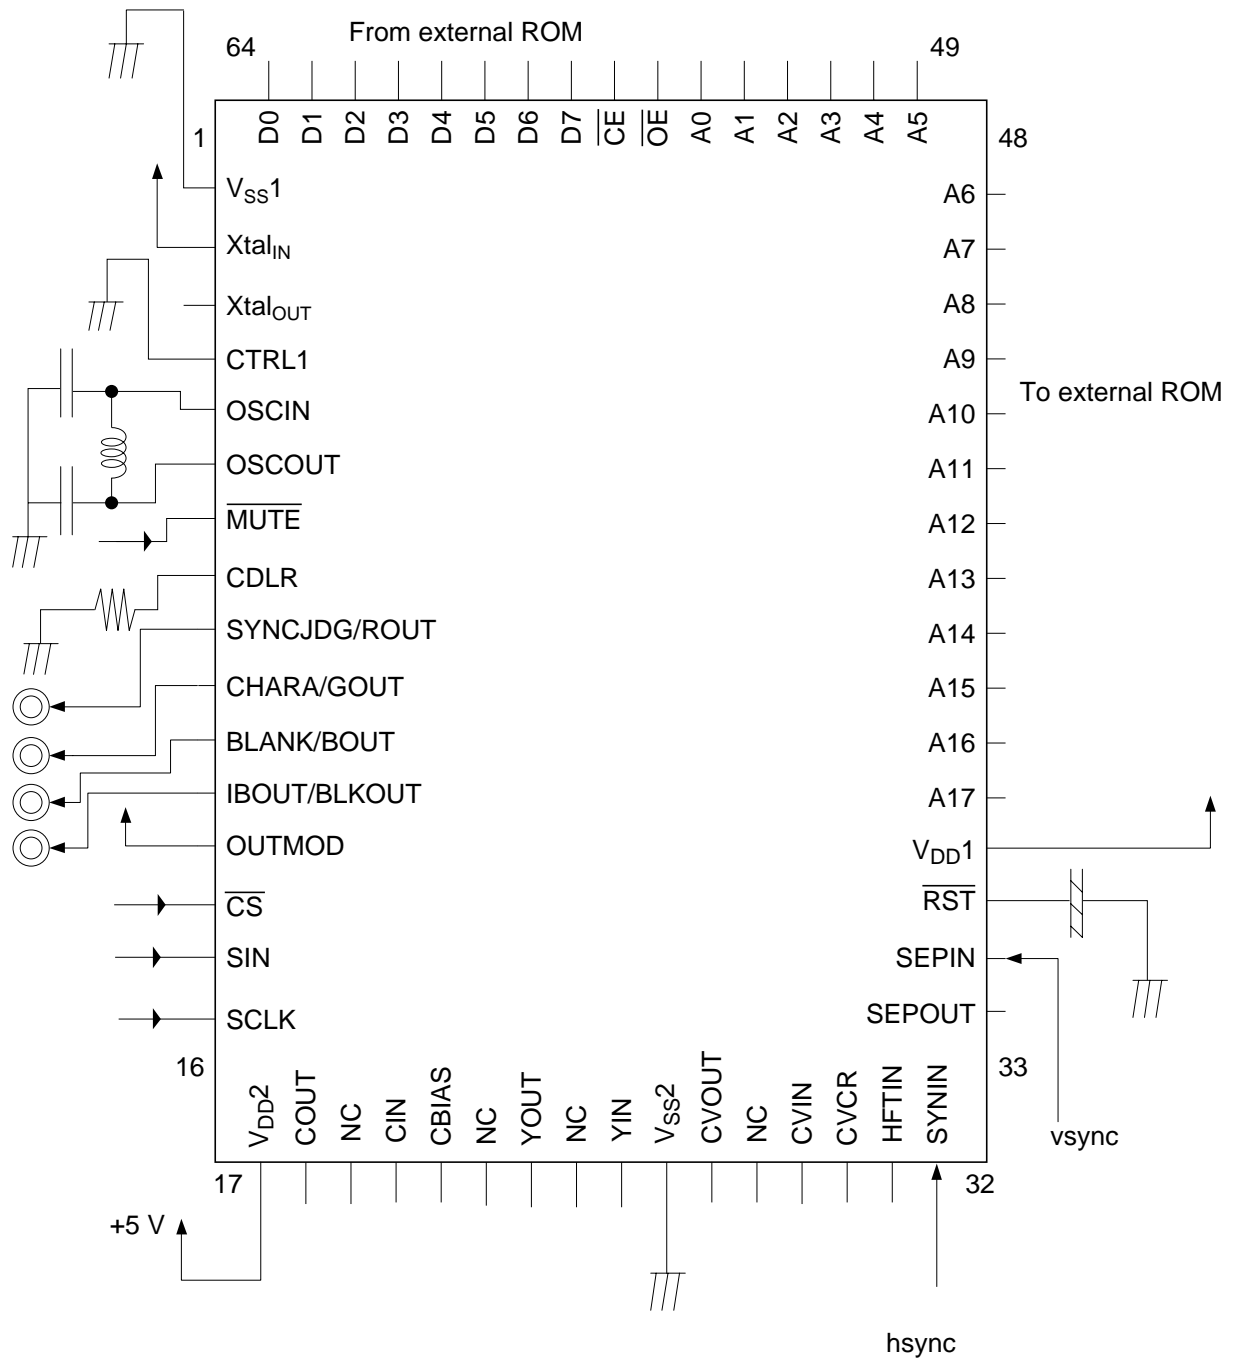 From external ROM
64
49
D0
D1
D2
D3
D4
D5
D6
D7
CE
OE
A0
A1
A2
A3
A4
A5
1
48
VSS1
XtalIN
XtalOUT
CTRL1
OSCIN
OSCOUT
MUTE
CDLR
SYNCJDG/ROUT
CHARA/GOUT
BLANK/BOUT
IBOUT/BLKOUT
OUTMOD
CS
SIN
SCLK
A6
A7
A8
A9
To external ROM
A10
A11
A12
A13
A14
A15
A16
A17
VDD1
RST
SEPIN
SEPOUT
16
33
VDD2
COUT
NC
CIN
CBIAS
NC
YOUT
NC
YIN
VSS2
CVOUT
NC
CVIN
CVCR
HFTIN
SYNIN
vsync
17
32
+5 V
hsync